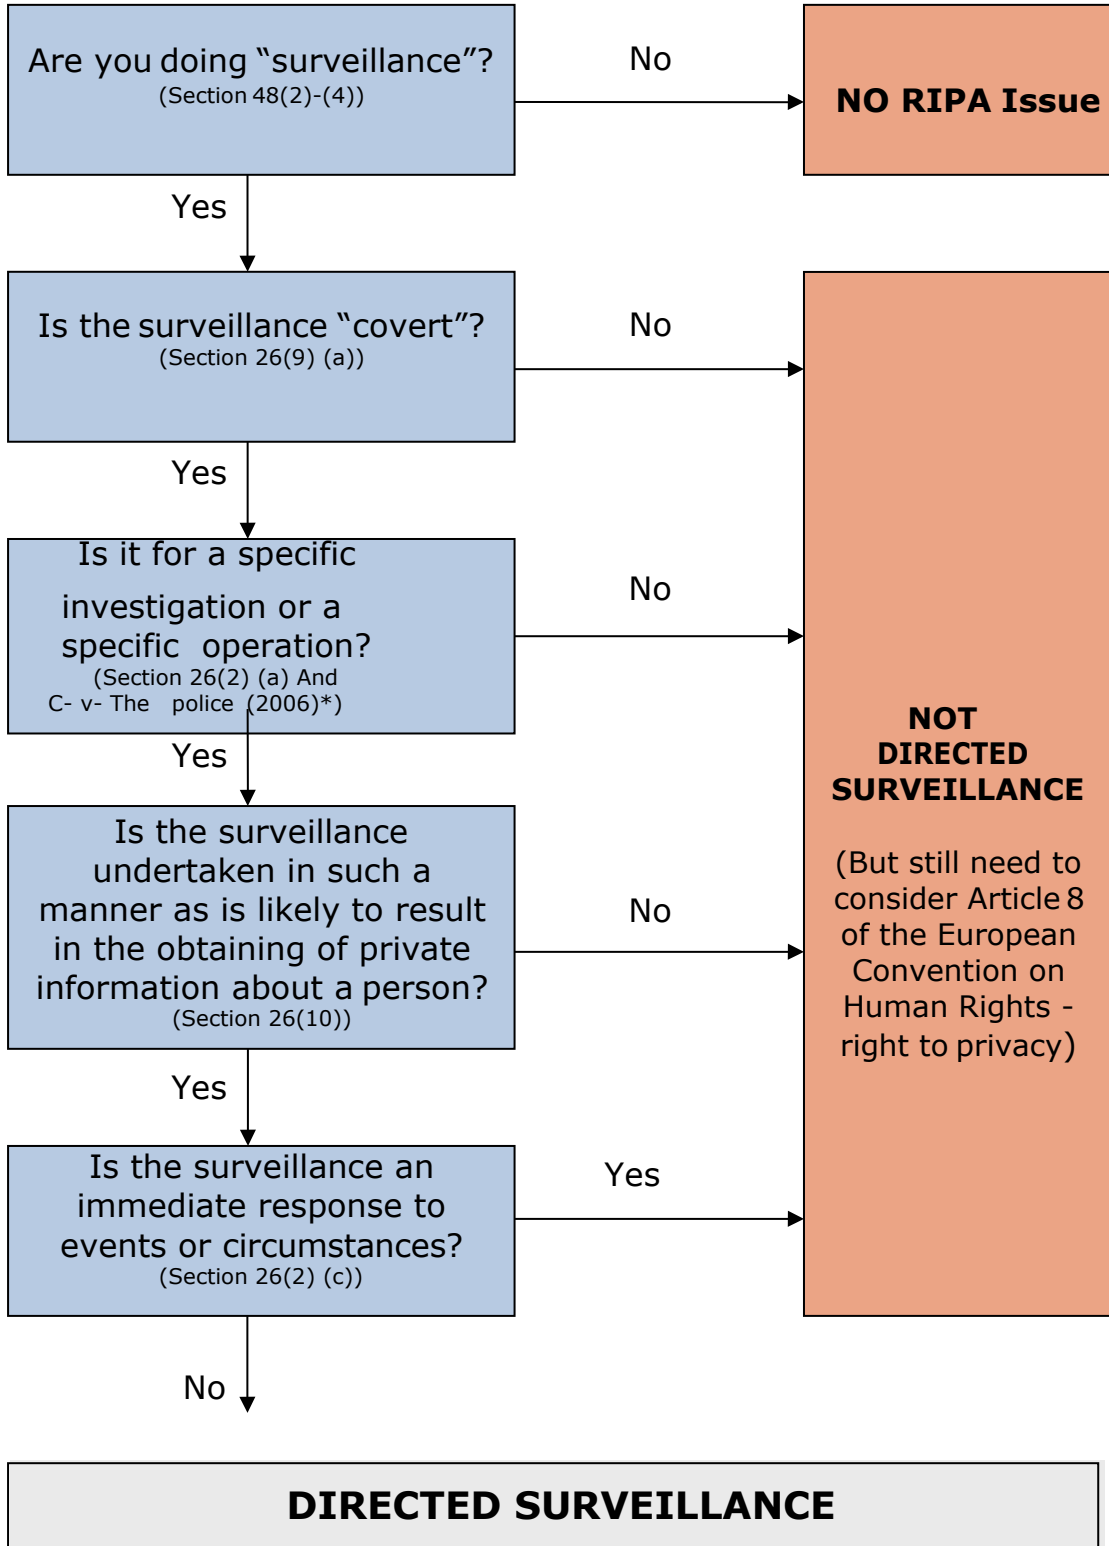 Are you doing “surveillance”?
(Section 48(2)-(4))
No
NO RIPA Issue
Yes
Is the surveillance “covert”?
(Section 26(9) (a))
No
Yes
Is it for a specific
investigation or a
specific operation?
(Section 26(2) (a) And
C- v- The police (2006)*)
No
Yes
Is the surveillance
undertaken in such a
manner as is likely to result
in the obtaining of private
information about a person?
(Section 26(10))
No
Yes
Is the surveillance an
immediate response to
events or circumstances?
(Section 26(2) (c))
Yes
No
NOT
DIRECTED
SURVEILLANCE
(But still need to
consider Article 8
of the European
Convention on
Human Rights -
right to privacy)
DIRECTED SURVEILLANCE